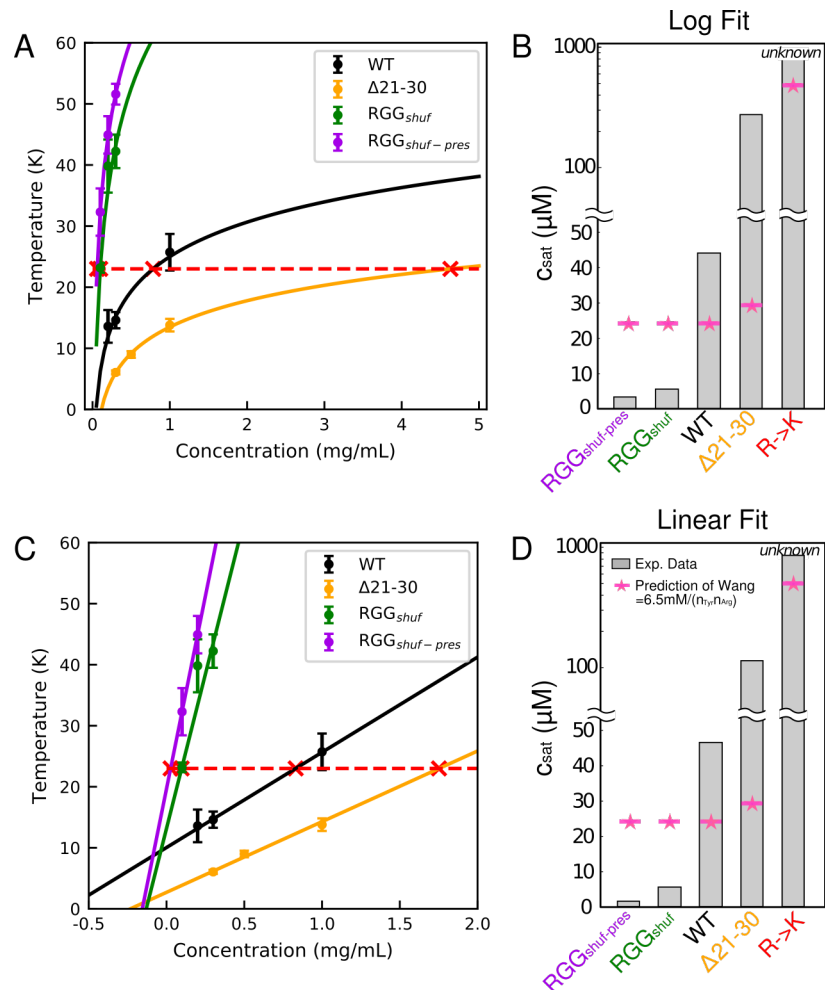 A
60
50
40
30
20
10
0
Temperature (K)
0
1
2
3
4
5
Concentration (mg/mL)
WT
Δ21-30
RGGshuf
RGGshuf-pres
B
Log Fit
1000
unknown
100
50
40
30
20
10
0
Csat (μM)
RGGshuf-pres
RGGshuf
WT
Δ21-30
R->K
C
60
50
40
30
20
10
0
Temperature (K)
-0.5
0.0
0.5
1.0
1.5
2.0
Concentration (mg/mL)
WT
Δ21-30
RGGshuf
RGGshuf-pres
D
Linear Fit
1000
unknown
Exp. Data
Prediction of Wang
=6.5mM/(nTyrnArg)
100
50
40
30
20
10
0
Csat (μM)
RGGshuf-pres
RGGshuf
WT
Δ21-30
R->K